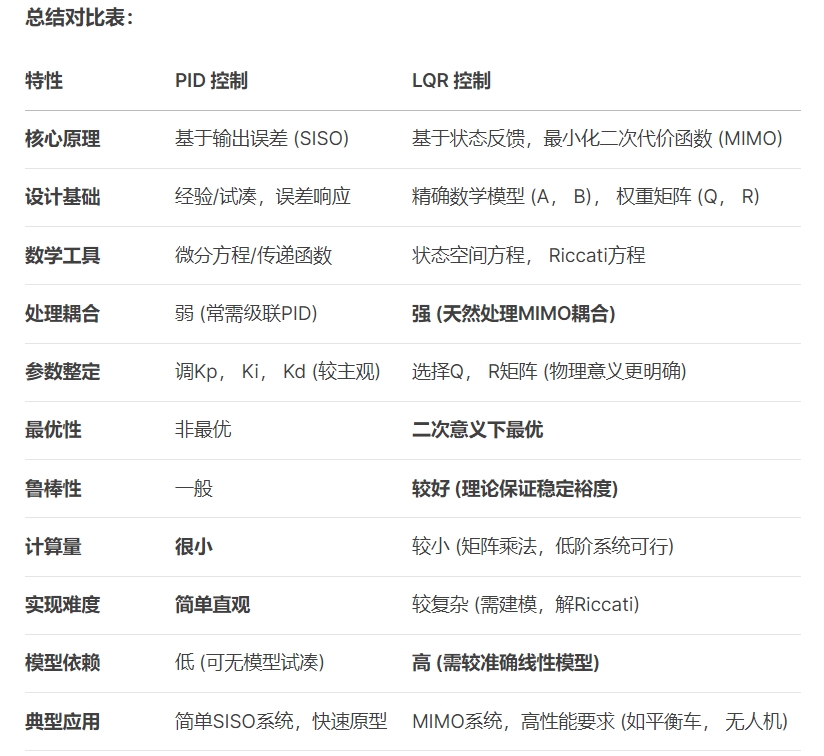 总结对比表：
特性 PID 控制 LQR 控制
核心原理 基于输出误差 (SISO) 基于状态反馈，最小化二次代价函数 (MIMO)
设计基础 经验/试凑，误差响应 精确数学模型 (A， B)， 权重矩阵 (Q， R)
数学工具 微分方程/传递函数 状态空间方程， Riccati方程
处理耦合 弱 (常需级联PID) 强 (天然处理MIMO耦合)
参数整定 调Kp， Ki， Kd (较主观) 选择Q， R矩阵 (物理意义更明确)
最优性 非最优 二次意义下最优
鲁棒性 一般 较好 (理论保证稳定裕度)
计算量 很小 较小 (矩阵乘法，低阶系统可行)
实现难度 简单直观 较复杂 (需建模，解Riccati)
模型依赖 低 (可无模型试凑) 高 (需较准确线性模型)
典型应用 简单SISO系统，快速原型 MIMO系统，高性能要求 (如平衡车， 无人机)